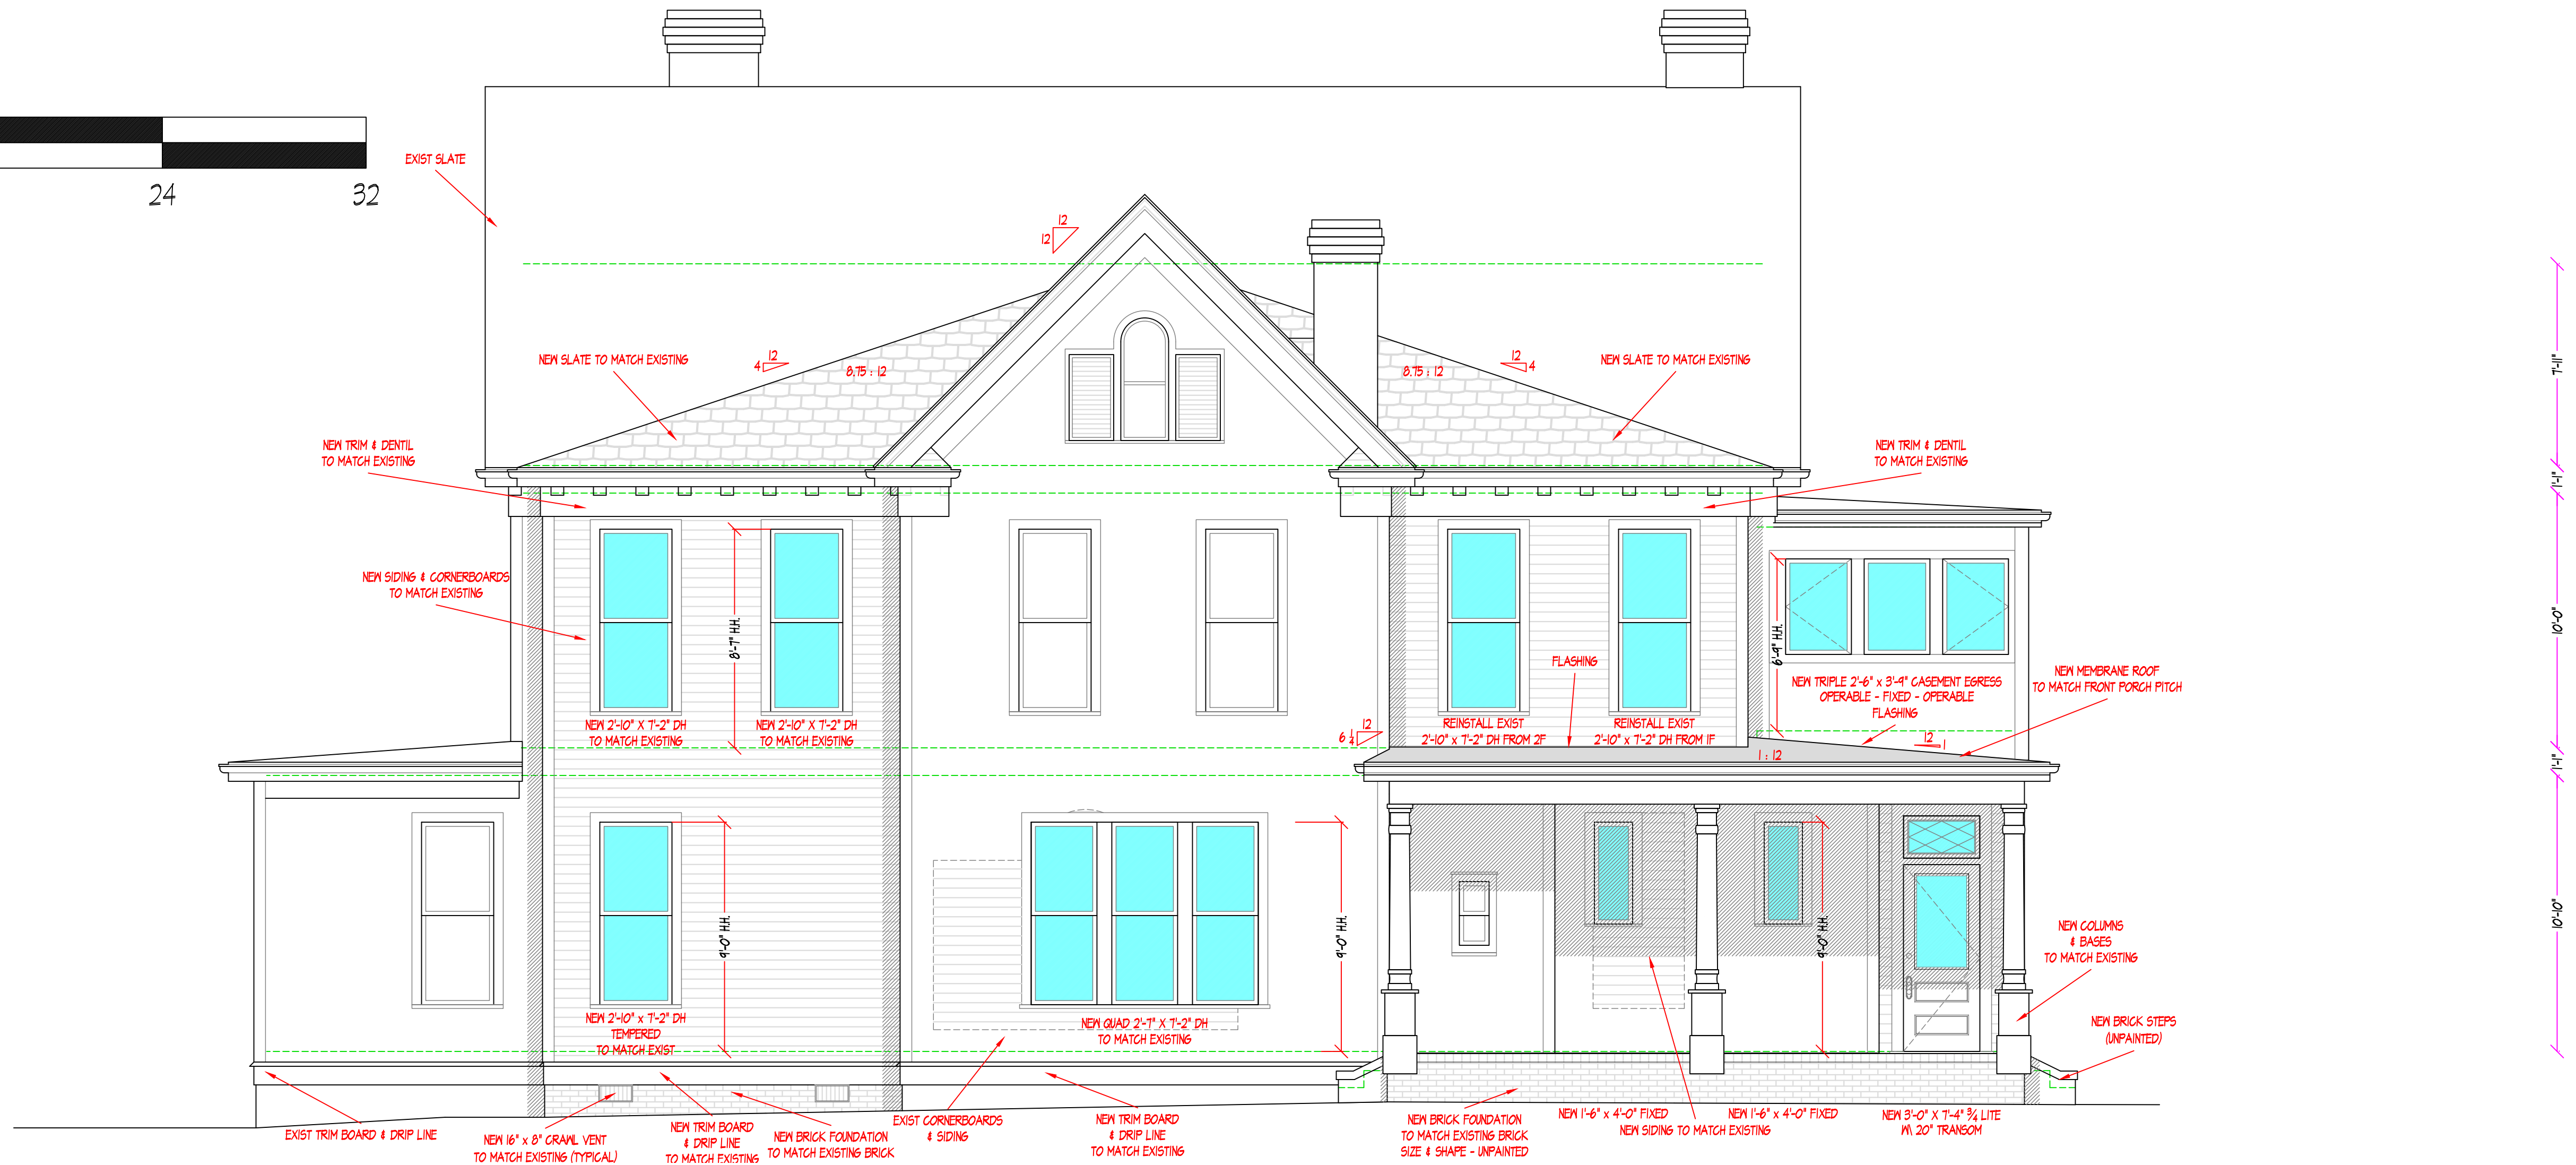 24
32
EXIST SLATE
12
12
NEW SLATE TO MATCH EXISTING
12
4
8.75 : 12
8.75 : 12
12
4
NEW SLATE TO MATCH EXISTING
7'-11"
NEW TRIM & DENTIL
TO MATCH EXISTING
NEW TRIM & DENTIL
TO MATCH EXISTING
1'-1"
NEW SIDING & CORNERBOARDS
TO MATCH EXISTING
8'-7" H.H.
6'-9" H.H.
10'-0"
FLASHING
NEW MEMBRANE ROOF
TO MATCH FRONT PORCH PITCH
NEW TRIPLE 2'-6" x 3'-9" CASEMENT EGRESS
OPERABLE - FIXED - OPERABLE
FLASHING
NEW 2'-10" X 7'-2" DH
TO MATCH EXISTING
NEW 2'-10" x 7'-2" DH
TO MATCH EXISTING
12
6 1/4
REINSTALL EXIST
2'-10" x 7'-2" DH FROM 2F
REINSTALL EXIST
2'-10" x 7'-2" DH FROM 1F
12
1
1 : 12
1'-1"
9'-0" H.H.
9'-0" H.H.
9'-0" H.H.
10'-10"
NEW COLUMNS
& BASES
TO MATCH EXISTING
NEW 2'-10" x 7'-2" DH
TEMPERED
TO MATCH EXIST
NEW QUAD 2'-7" X 7'-2" DH
TO MATCH EXISTING
NEW BRICK STEPS
(UNPAINTED)
EXIST TRIM BOARD & DRIP LINE
NEW 16" x 8" CRAWL VENT
TO MATCH EXISTING (TYPICAL)
NEW TRIM BOARD
& DRIP LINE
TO MATCH EXISTING
NEW BRICK FOUNDATION
TO MATCH EXISTING BRICK
EXIST CORNERBOARDS
& SIDING
NEW TRIM BOARD
& DRIP LINE
TO MATCH EXISTING
NEW BRICK FOUNDATION
TO MATCH EXISTING BRICK
SIZE & SHAPE - UNPAINTED
NEW 1'-6" x 4'-0" FIXED
NEW 1'-6" x 4'-0" FIXED
NEW SIDING TO MATCH EXISTING
NEW 3'-0" X 7'-4" 3/4 LITE
W\ 20" TRANSOM